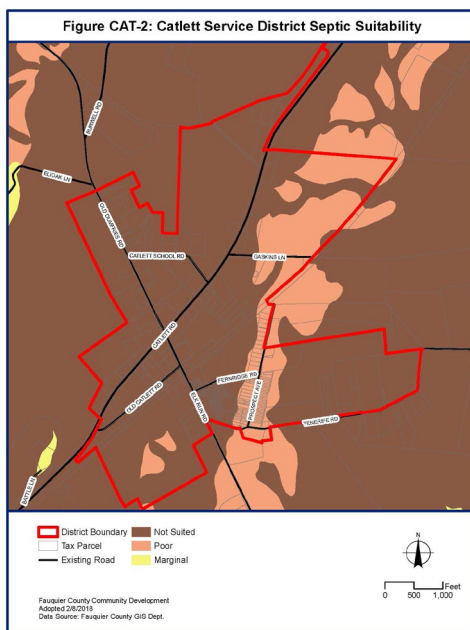 Figure CAT-2: Catlett Service District Septic Suitability
BURWELL RD
ELIOAK LN
OLD DUMFRIES RD
CATLETT SCHOOL RD
GASKINS LN
CATLETT RD
OLD CATLETT RD
FERNRIDGE RD
ELK RUN RD
PROSPECT AVE
TENERIFE RD
BAYLE LN
District Boundary
Not Suited
Tax Parcel
Poor
Existing Road
Marginal
N
Feet
0 500 1,000
Fauquier County Community Development
Adopted 2/8/2018
Data Source: Fauquier County GIS Dept.